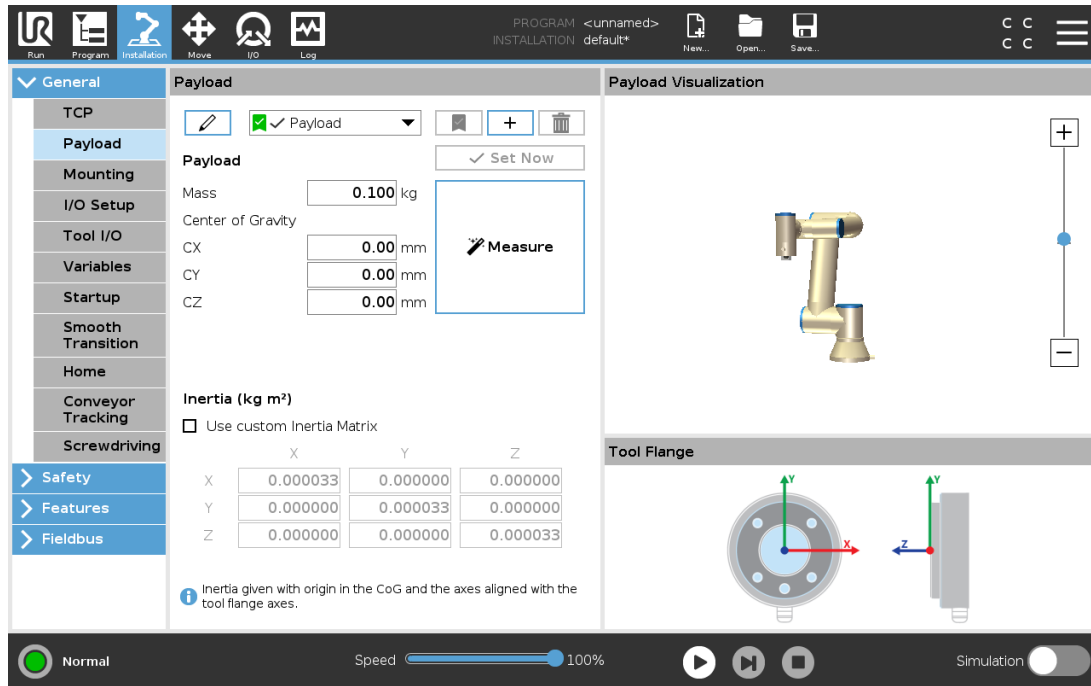 PROGRAM <unnamed>
INSTALLATION default*
Run Program Installation Move I/O Log New... Open... Save...
C C
C C
General
TCP
Payload
Mounting
I/O Setup
Tool I/O
Variables
Startup
Smooth
Transition
Home
Conveyor
Tracking
Screwdriving
Safety
Features
Fieldbus
Payload
Payload
Payload
Set Now
Mass 0.100 kg
Center of Gravity
CX 0.00 mm
CY 0.00 mm
CZ 0.00 mm
Measure
Inertia (kg m²)
Use custom Inertia Matrix
X Y Z
X 0.000033 0.000000 0.000000
Y 0.000000 0.000033 0.000000
Z 0.000000 0.000000 0.000033
Inertia given with origin in the CoG and the axes aligned with the
tool flange axes.
Payload Visualization
Tool Flange
Y
X
Y
Z
Normal
Speed 100%
Simulation